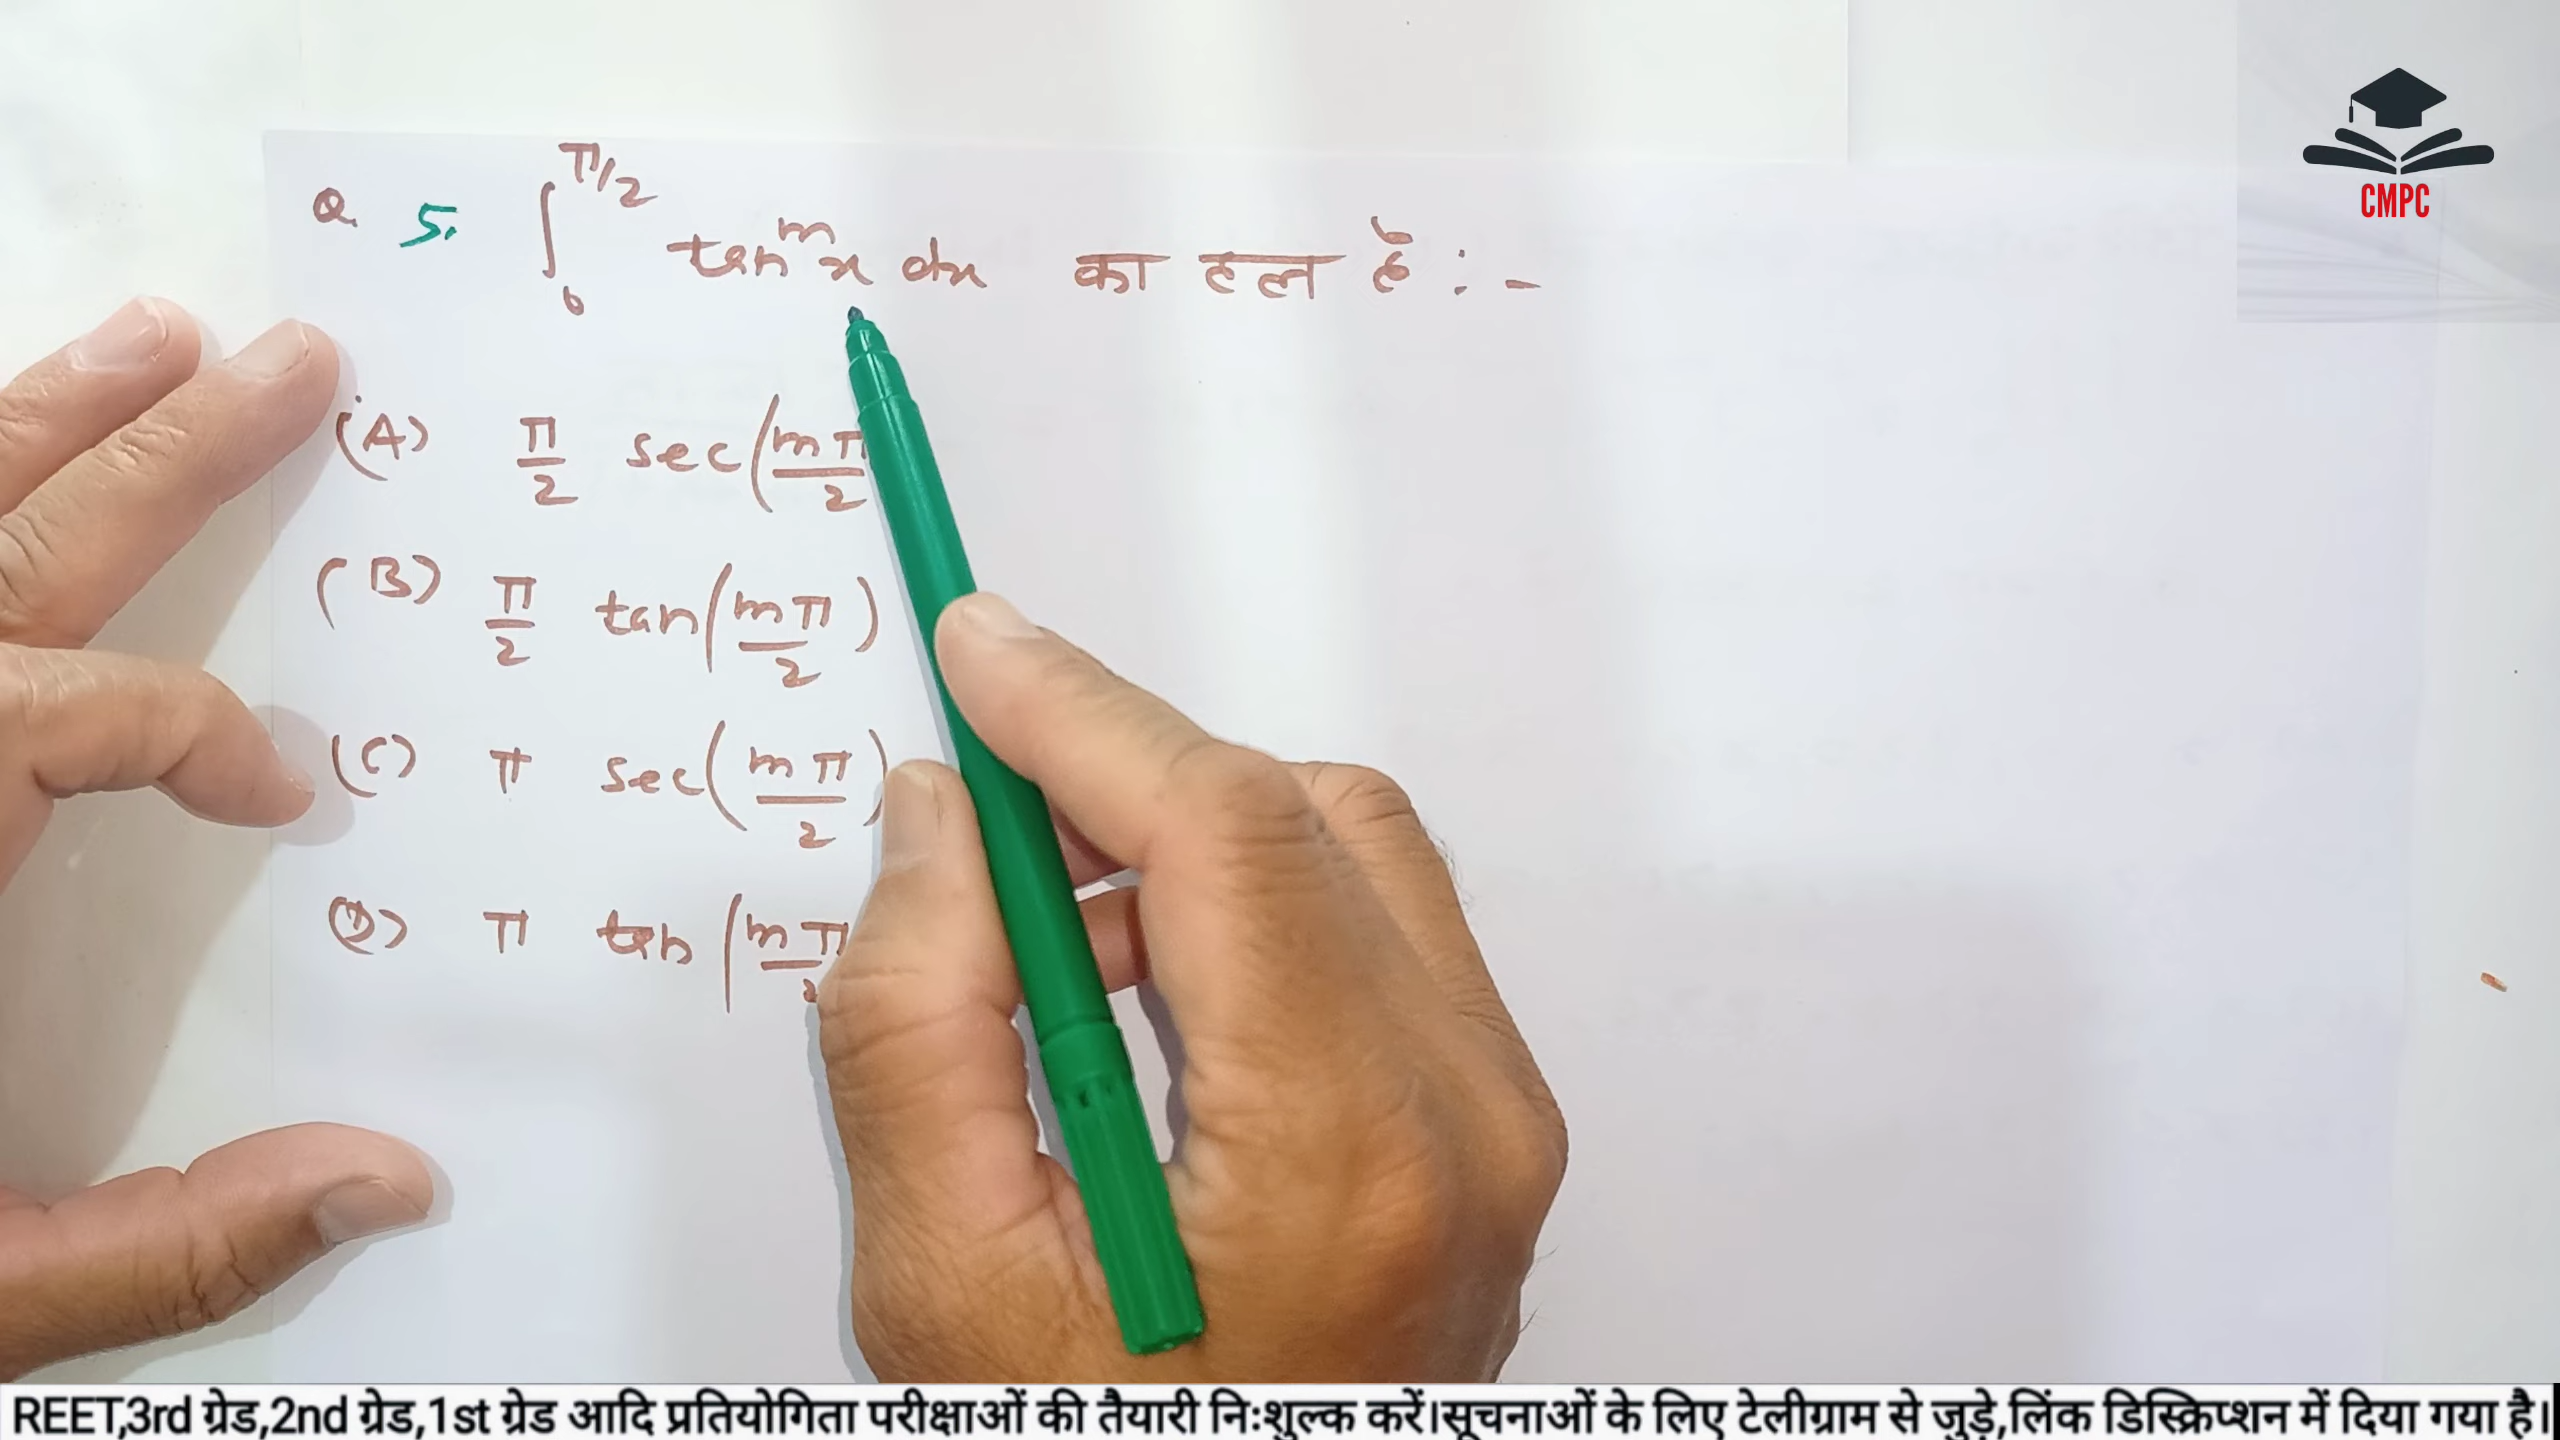 Q. 5. ∫₀^π/2 tanᵐx dx का हल है :-
(A) π/2 sec(mπ/2
(B) π/2 tan(mπ/2)
(C) π sec(mπ/2)
(D) π tan(mπ/2
CMPC
REET,3rd ग्रेड,2nd ग्रेड,1st ग्रेड आदि प्रतियोगिता परीक्षाओं की तैयारी निःशुल्क करें।सूचनाओं के लिए टेलीग्राम से जुड़े,लिंक डिस्क्रिप्शन में दिया गया है।